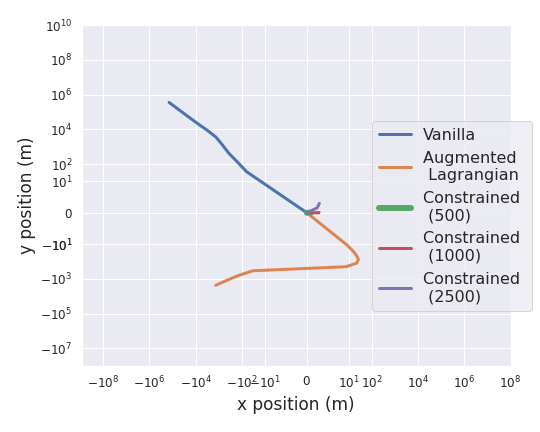 10^10
10^8
10^6
10^4
10^2
10^1
0
−10^1
−10^3
−10^5
−10^7
y position (m)
Vanilla
Augmented
Lagrangian
Constrained
(500)
Constrained
(1000)
Constrained
(2500)
−10^8 −10^6 −10^4 −10^2 −10^1 0 10^1 10^2 10^4 10^6 10^8
x position (m)